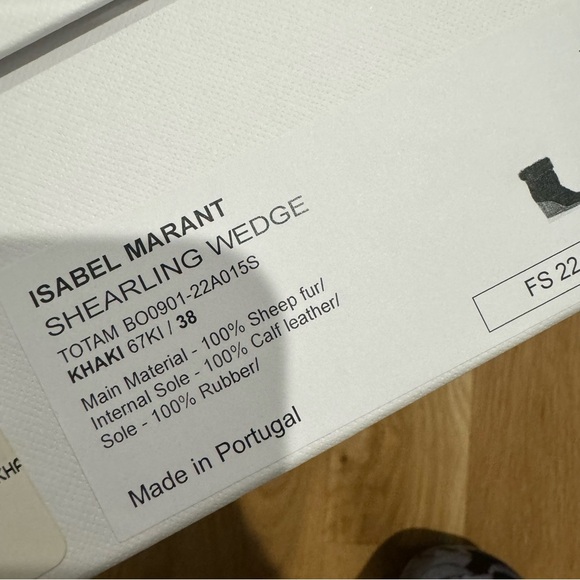 ISABEL MARANT
SHEARLING WEDGE
TOTAM BO0901-22A015S
KHAKI 67KI / 38
Main Material - 100% Sheep fur/
Internal Sole - 100% Calf leather/
Sole - 100% Rubber/
Made in Portugal
FS 22